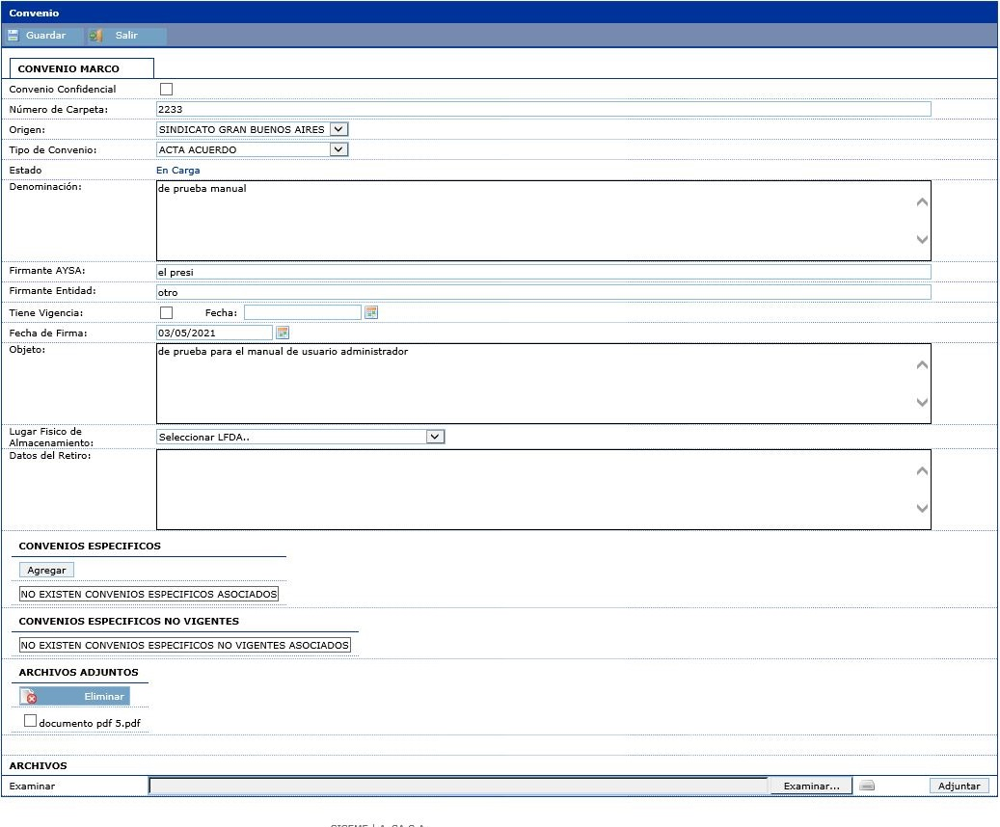 Convenio
Guardar Salir
CONVENIO MARCO
Convenio Confidencial
Número de Carpeta: 2233
Origen: SINDICATO GRAN BUENOS AIRES
Tipo de Convenio: ACTA ACUERDO
Estado En Carga
Denominación: de prueba manual
Firmante AYSA: el presi
Firmante Entidad: otro
Tiene Vigencia: Fecha:
Fecha de Firma: 03/05/2021
Objeto: de prueba para el manual de usuario administrador
Lugar Fisico de
Almacenamiento: Seleccionar LFDA..
Datos del Retiro:
CONVENIOS ESPECIFICOS
Agregar
NO EXISTEN CONVENIOS ESPECIFICOS ASOCIADOS
CONVENIOS ESPECIFICOS NO VIGENTES
NO EXISTEN CONVENIOS ESPECIFICOS NO VIGENTES ASOCIADOS
ARCHIVOS ADJUNTOS
Eliminar
documento pdf 5.pdf
ARCHIVOS
Examinar Examinar... Adjuntar